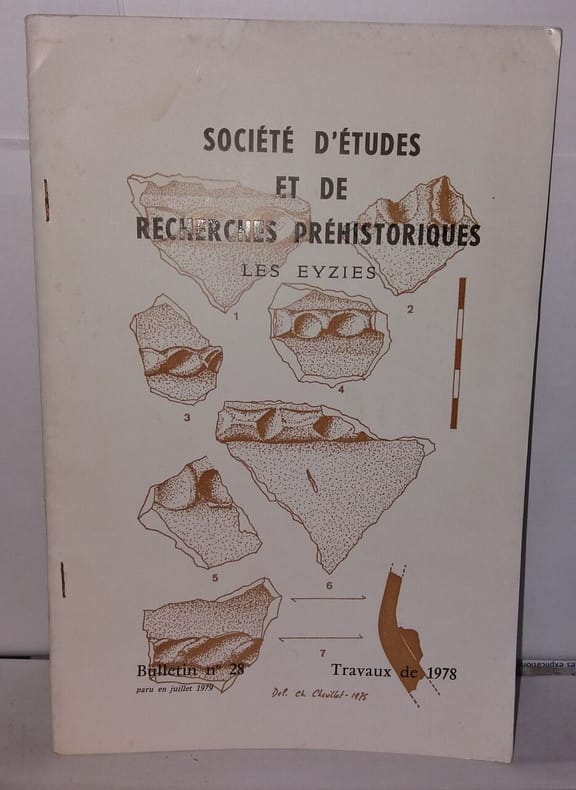 SOCIÉTÉ D'ÉTUDES
ET DE
RECHERCHES PRÉHISTORIQUES
LES EYZIES
1
2
3
4
5
6
7
Bulletin n° 28
Travaux de 1978
paru en juillet 1979
Del. Ch Chevillot - 1975